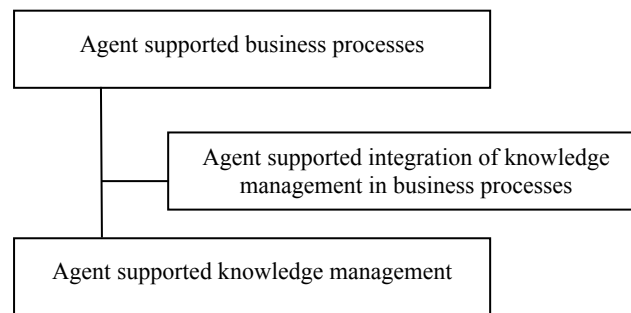 Agent supported business processes
Agent supported integration of knowledge
management in business processes
Agent supported knowledge management